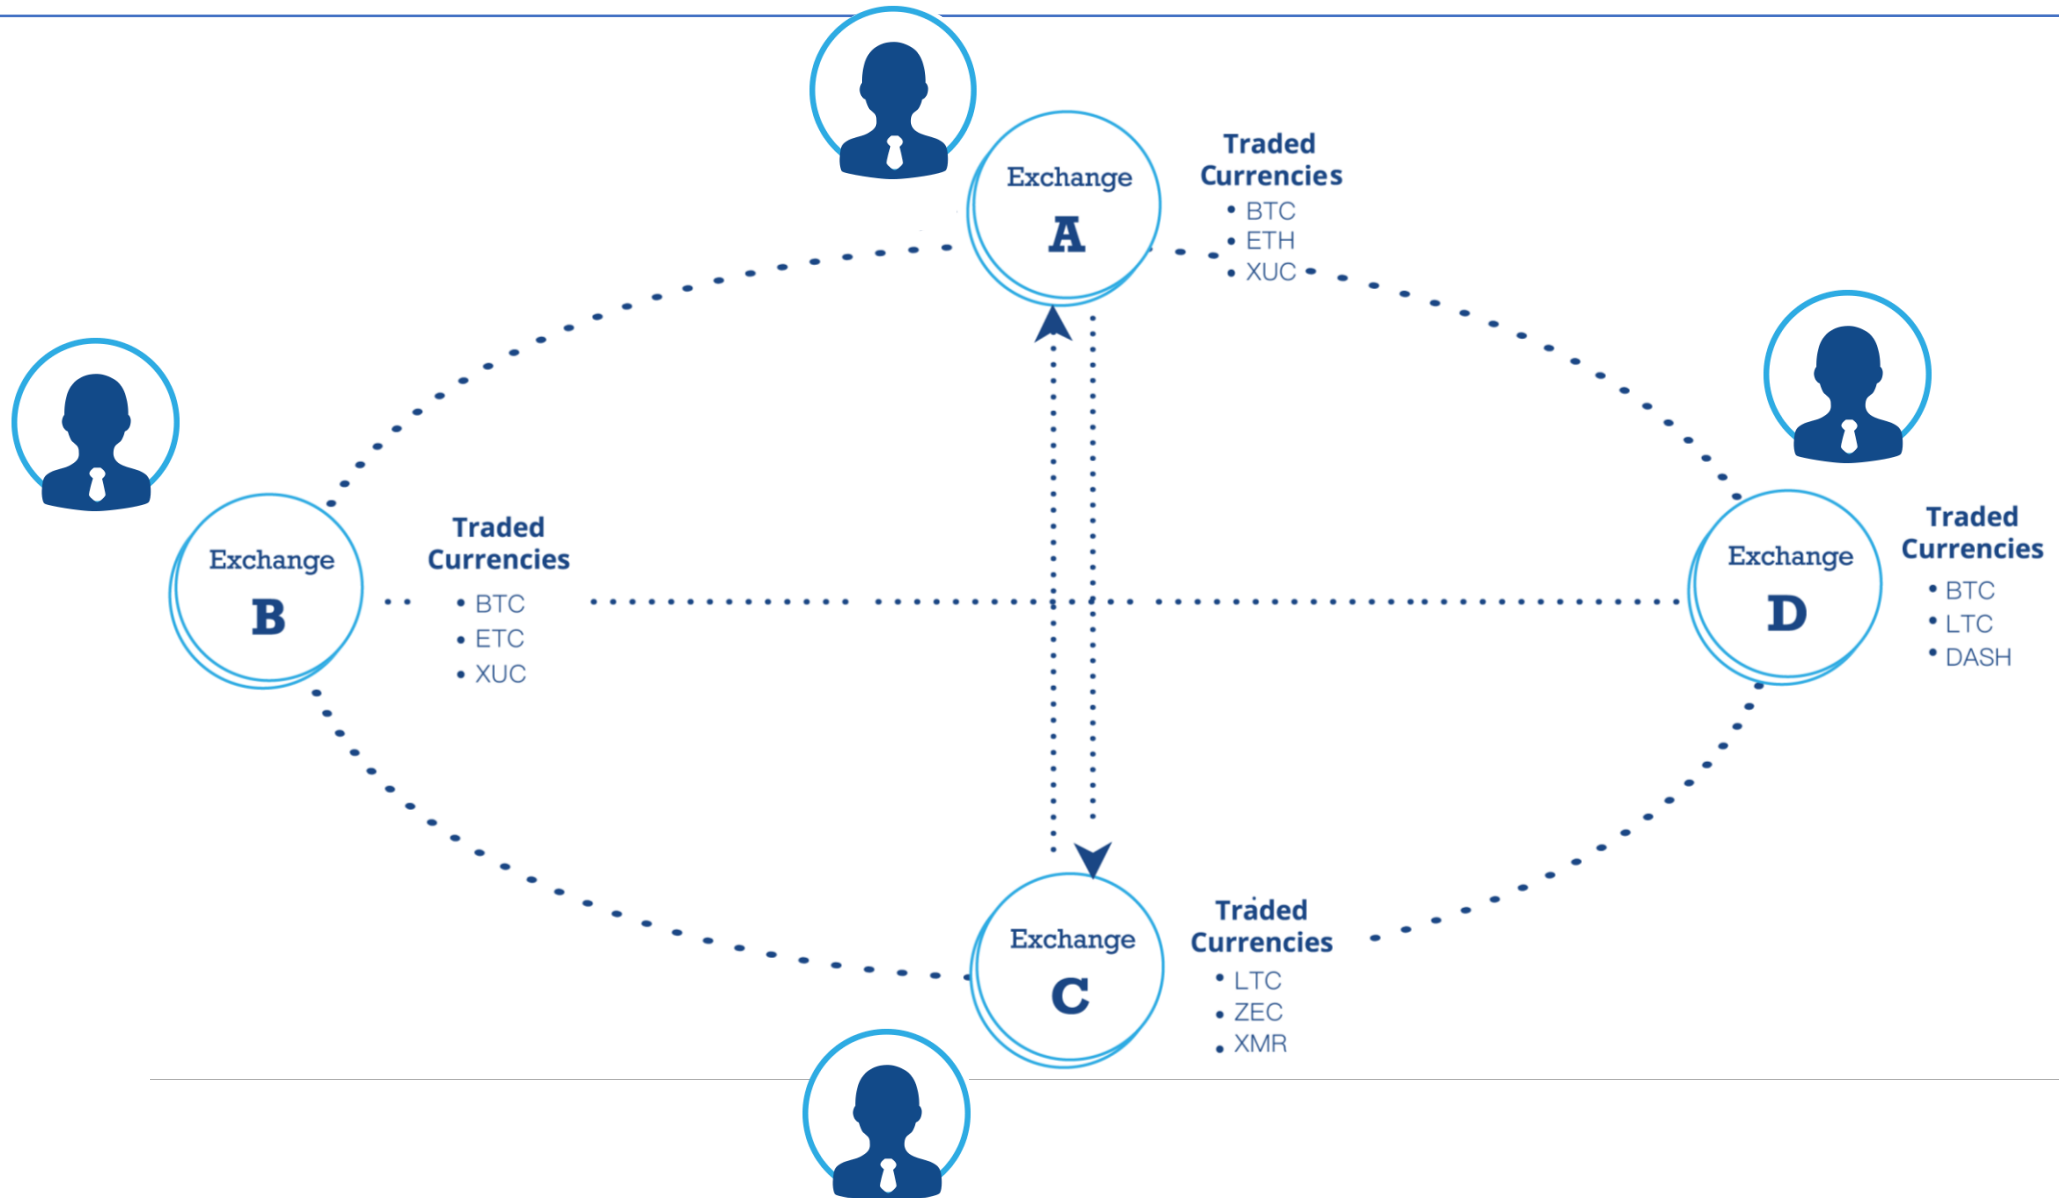 Exchange
A
Traded
Currencies
• BTC
• ETH
• XUC
Exchange
B
Traded
Currencies
• BTC
• ETC
• XUC
Exchange
D
Traded
Currencies
• BTC
• LTC
• DASH
Exchange
C
Traded
Currencies
• LTC
• ZEC
• XMR